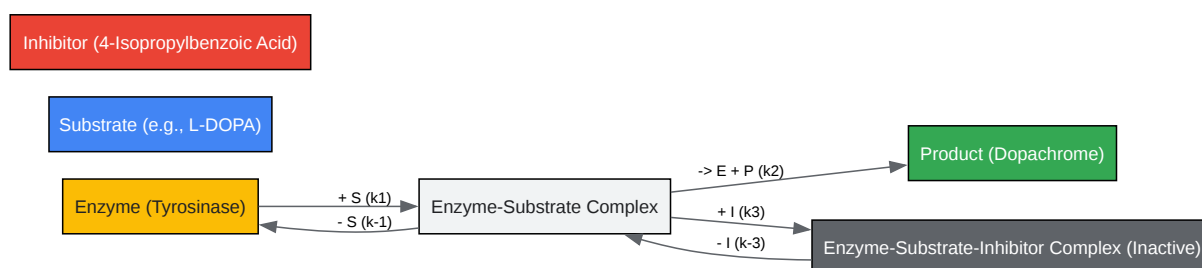 Inhibitor (4-Isopropylbenzoic Acid)
Substrate (e.g., L-DOPA)
Enzyme (Tyrosinase)
+ S (k1)
- S (k-1)
Enzyme-Substrate Complex
-> E + P (k2)
+ I (k3)
- I (k-3)
Product (Dopachrome)
Enzyme-Substrate-Inhibitor Complex (Inactive)